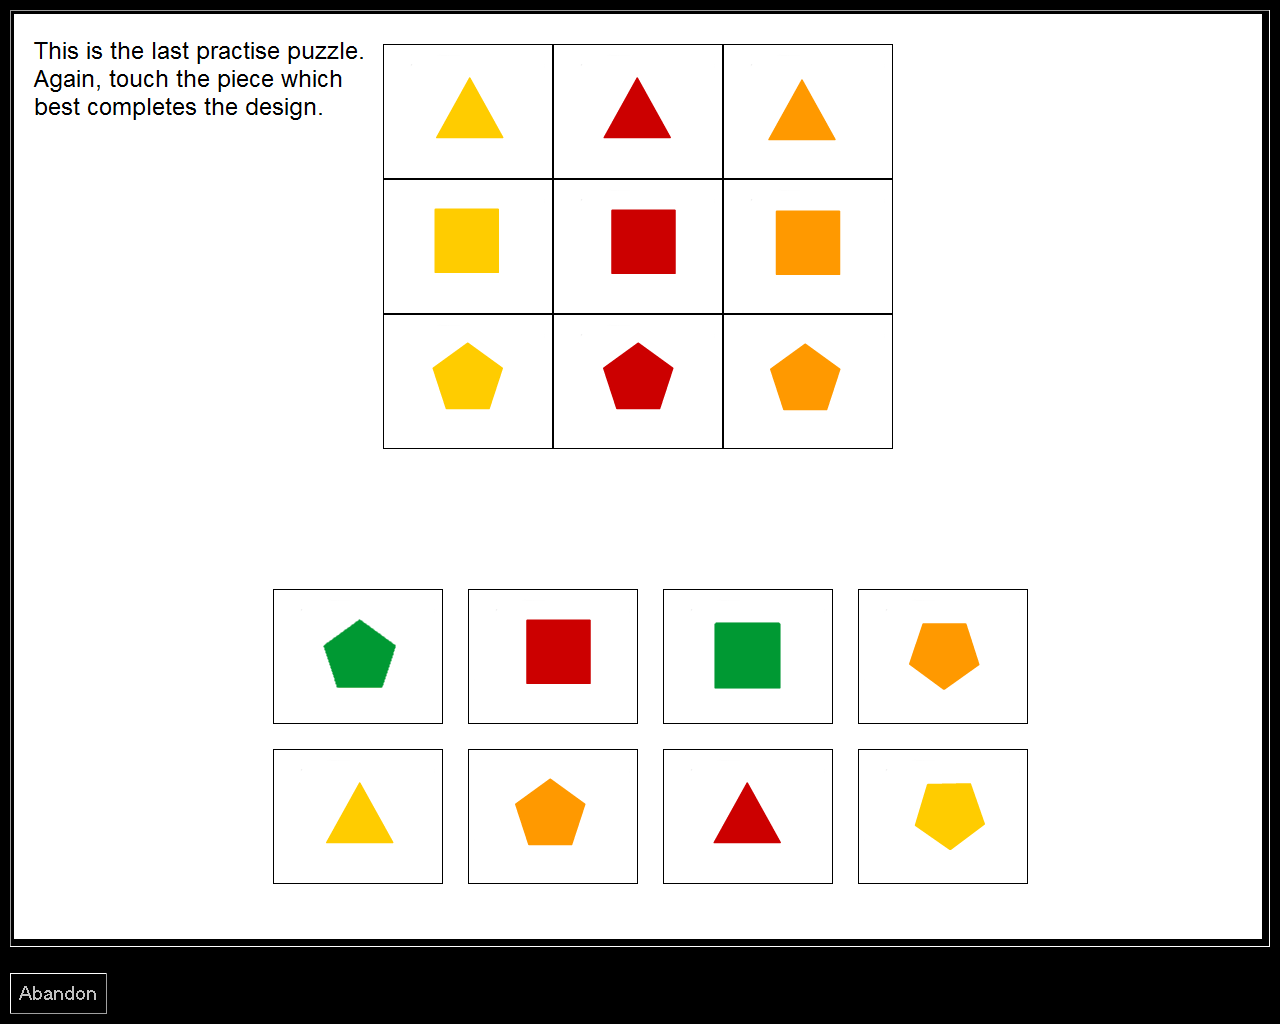 This is the last practise puzzle.
Again, touch the piece which
best completes the design.
Abandon